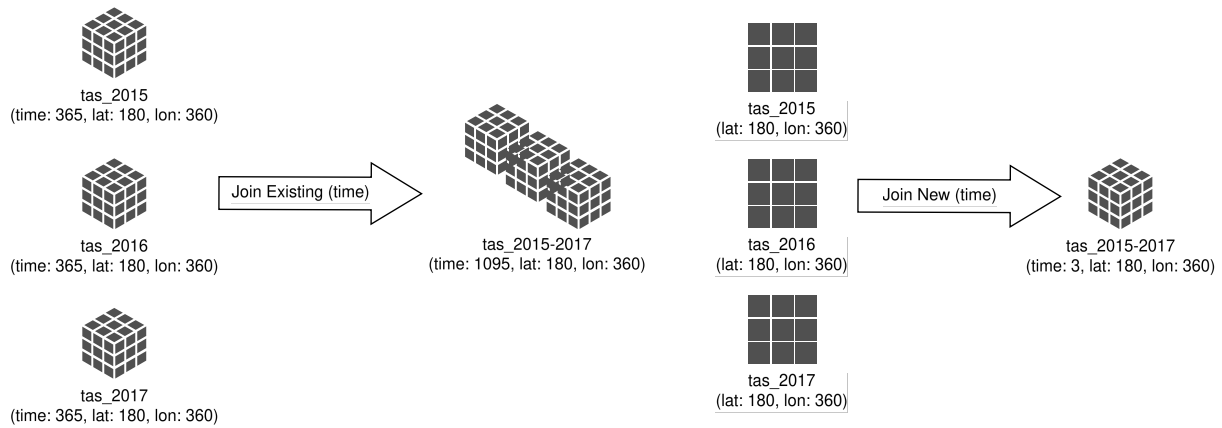 tas_2015
(time: 365, lat: 180, lon: 360)
tas_2016
(time: 365, lat: 180, lon: 360)
tas_2017
(time: 365, lat: 180, lon: 360)
Join Existing (time)
tas_2015-2017
(time: 1095, lat: 180, lon: 360)
tas_2015
(lat: 180, lon: 360)
tas_2016
(lat: 180, lon: 360)
tas_2017
(lat: 180, lon: 360)
Join New (time)
tas_2015-2017
(time: 3, lat: 180, lon: 360)